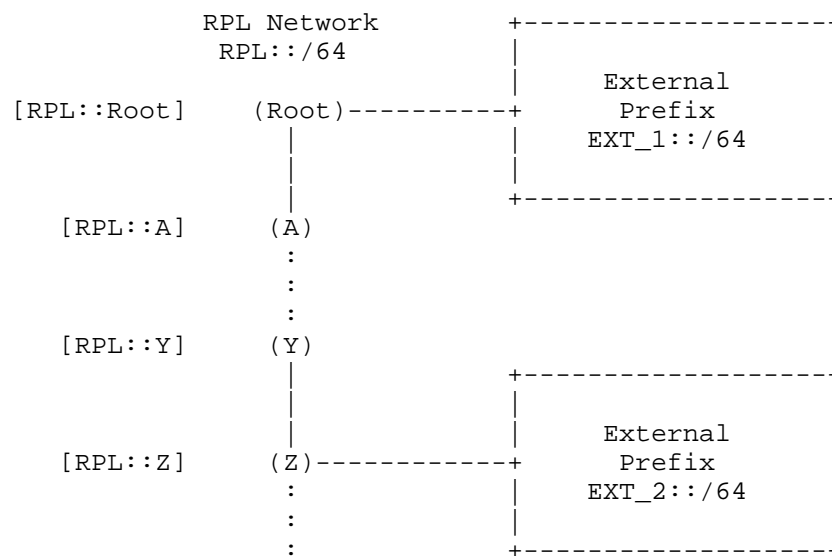 RPL Network
RPL::/64
External
[RPL::Root] (Root) Prefix
EXT_1::/64
[RPL::A] (A)
[RPL::Y] (Y)
External
[RPL::Z] (Z) Prefix
EXT_2::/64